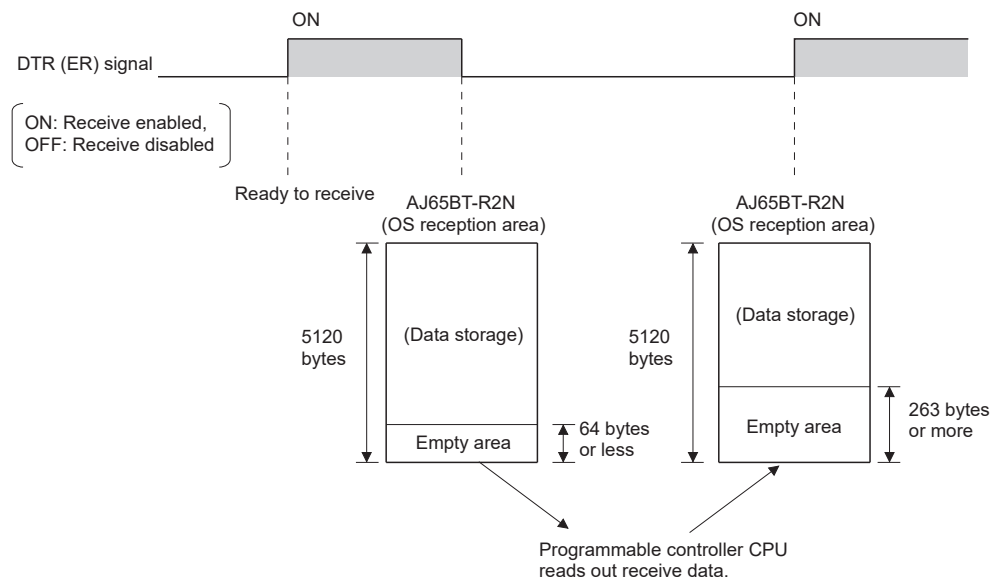 ON
ON
DTR (ER) signal
ON: Receive enabled,
OFF: Receive disabled
Ready to receive
AJ65BT-R2N
(OS reception area)
AJ65BT-R2N
(OS reception area)
5120
bytes
(Data storage)
Empty area
64 bytes
or less
5120
bytes
(Data storage)
Empty area
263 bytes
or more
Programmable controller CPU
reads out receive data.